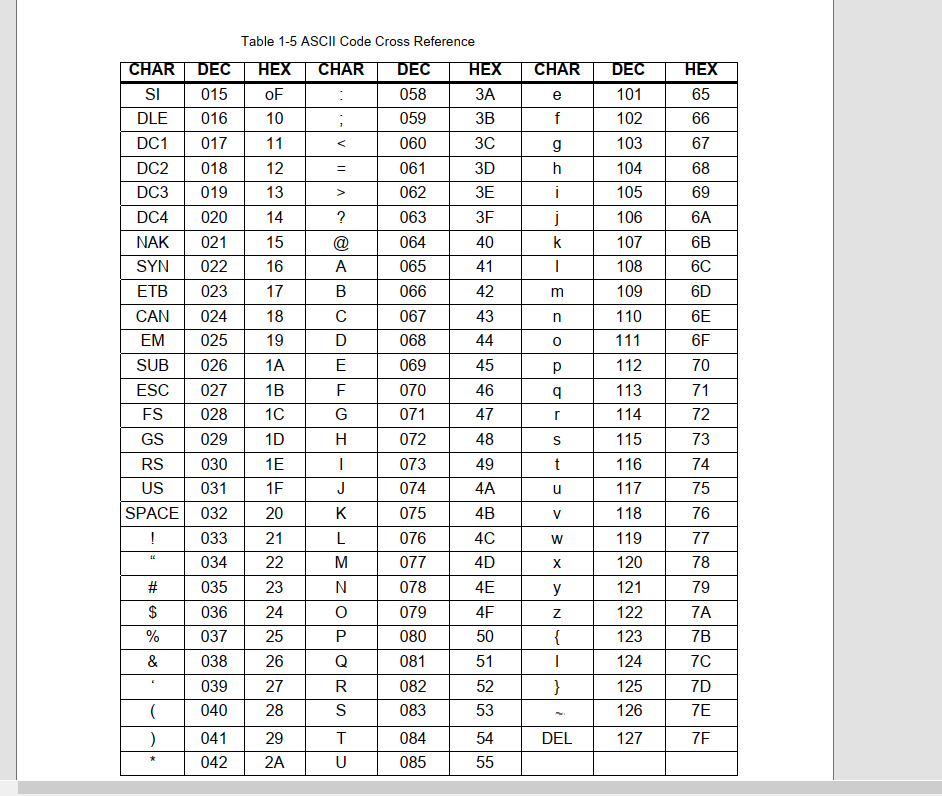 Table 1-5 ASCII Code Cross Reference
CHAR DEC HEX CHAR DEC HEX CHAR DEC HEX
SI 015 oF : 058 3A e 101 65
DLE 016 10 ; 059 3B f 102 66
DC1 017 11 < 060 3C g 103 67
DC2 018 12 = 061 3D h 104 68
DC3 019 13 > 062 3E i 105 69
DC4 020 14 ? 063 3F j 106 6A
NAK 021 15 @ 064 40 k 107 6B
SYN 022 16 A 065 41 l 108 6C
ETB 023 17 B 066 42 m 109 6D
CAN 024 18 C 067 43 n 110 6E
EM 025 19 D 068 44 o 111 6F
SUB 026 1A E 069 45 p 112 70
ESC 027 1B F 070 46 q 113 71
FS 028 1C G 071 47 r 114 72
GS 029 1D H 072 48 s 115 73
RS 030 1E I 073 49 t 116 74
US 031 1F J 074 4A u 117 75
SPACE 032 20 K 075 4B v 118 76
! 033 21 L 076 4C w 119 77
“ 034 22 M 077 4D x 120 78
# 035 23 N 078 4E y 121 79
$ 036 24 O 079 4F z 122 7A
% 037 25 P 080 50 { 123 7B
& 038 26 Q 081 51 l 124 7C
‘ 039 27 R 082 52 } 125 7D
( 040 28 S 083 53 ~ 126 7E
) 041 29 T 084 54 DEL 127 7F
* 042 2A U 085 55